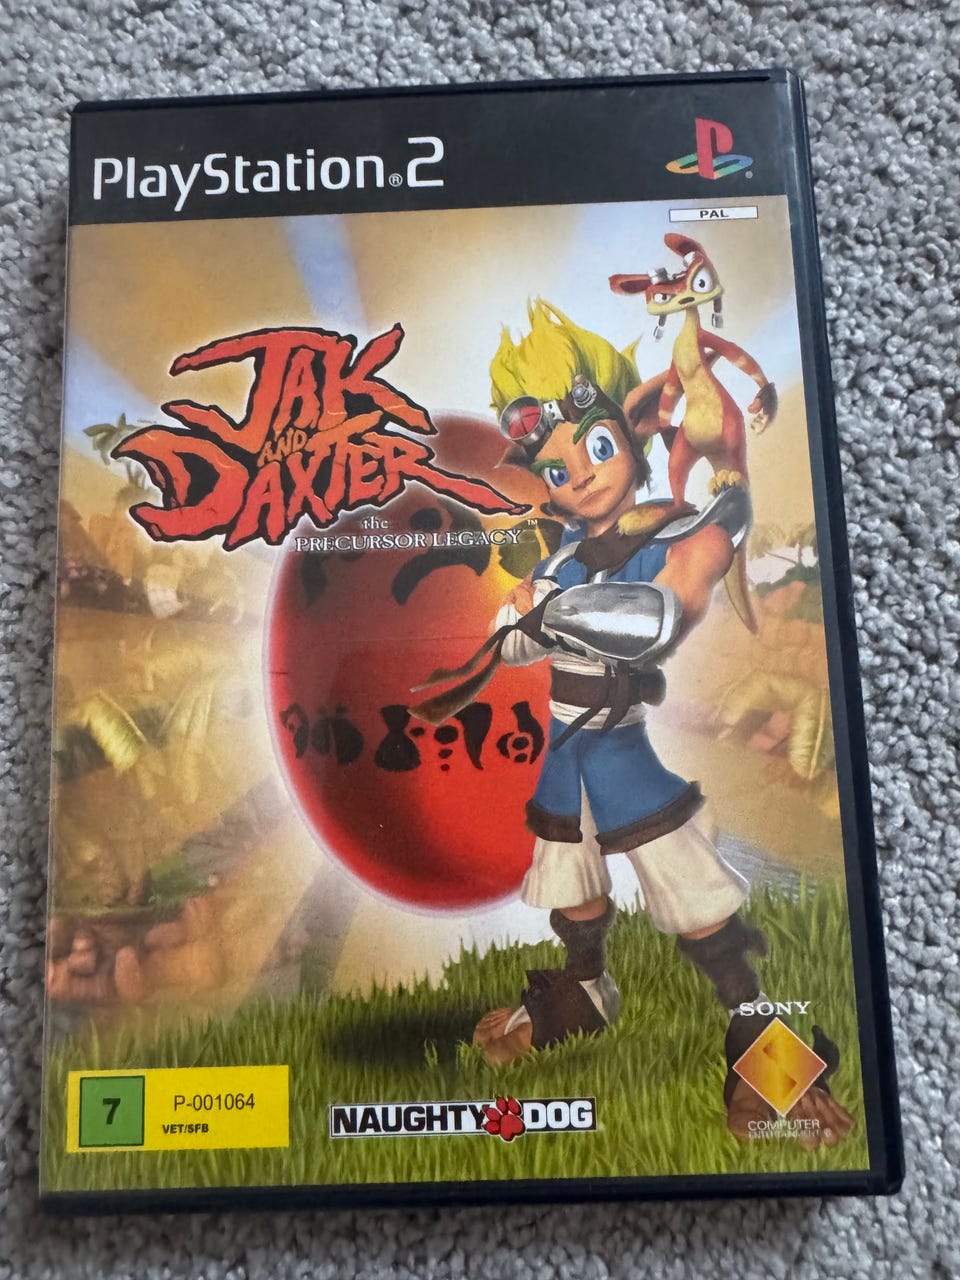 PlayStation®2
PAL
JAK
AND
DAXTER
the
PRECURSOR LEGACY™
SONY
COMPUTER
ENTERTAINMENT®
7
P-001064
VET/SFB
NAUGHTY DOG